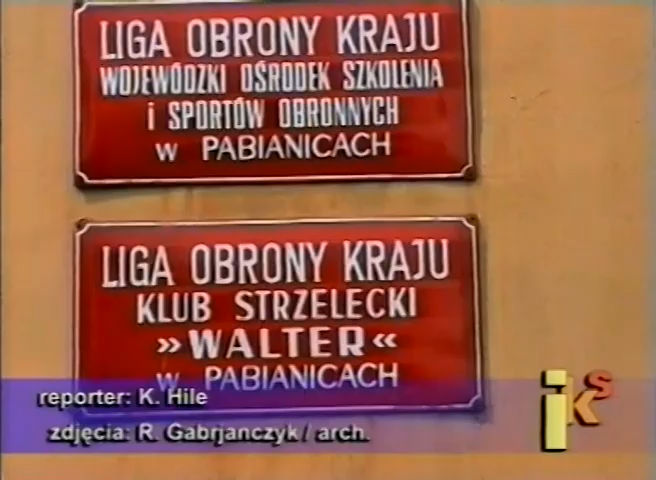 LIGA OBRONY KRAJU
WOJEWÓDZKI OŚRODEK SZKOLENIA
i SPORTÓW OBRONNYCH
w PABIANICACH
LIGA OBRONY KRAJU
KLUB STRZELECKI
»WALTER«
w PABIANICACH
reporter: K. Hile
zdjęcia: R. Gabrjanczyk / arch.
iks